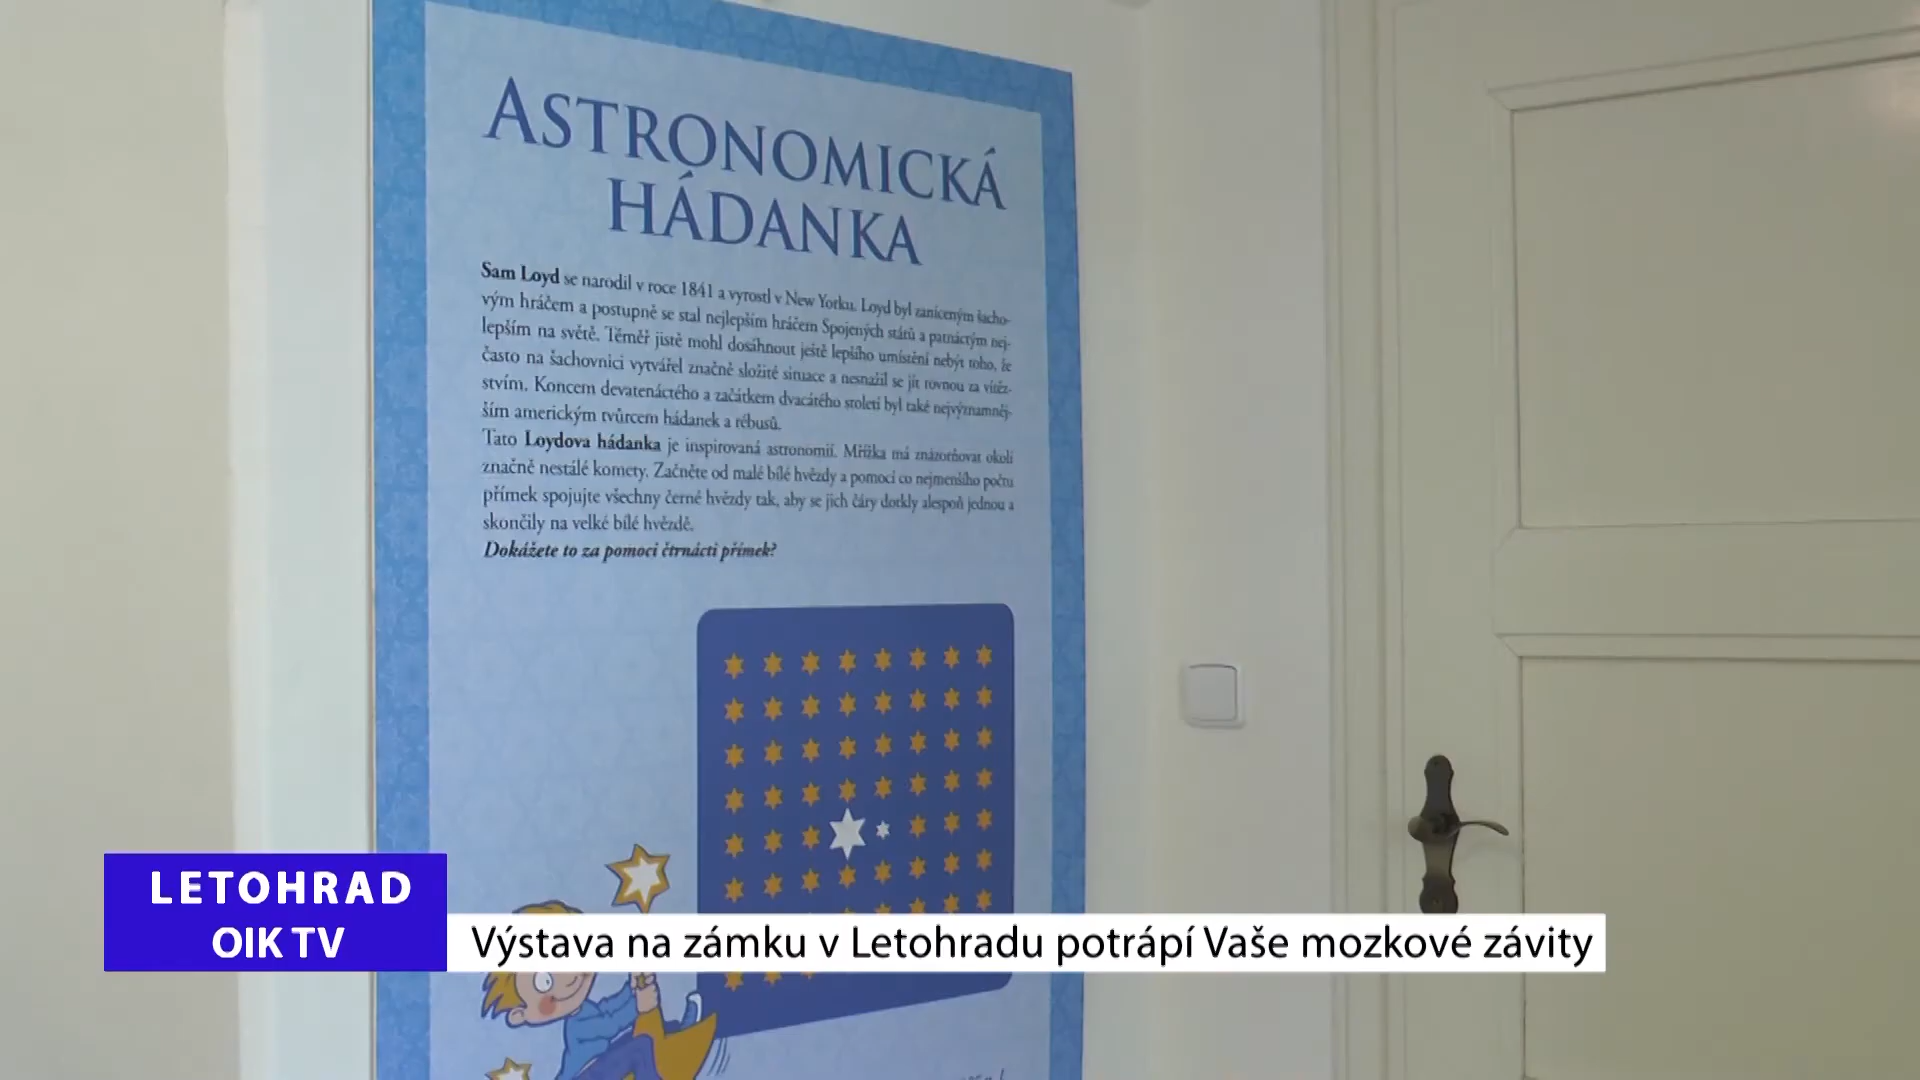 ASTRONOMICKÁ
HÁDANKA
Sam Loyd se narodil v roce 1841 a vyrostl v New Yorku. Loyd byl zaníceným šacho-
vým hráčem a postupně se stal nejlepším hráčem Spojených států a patnáctým nej-
lepším na světě. Téměř jistě mohl dosáhnout ještě lepšího umístění nebýt toho, že
často na šachovnici vytvářel značně složité situace a nesnažil se jít rovnou za vítěz-
stvím. Koncem devatenáctého a začátkem dvacátého století byl také nejvýznamněj-
ším americkým tvůrcem hádanek a rébusů.
Tato Loydova hádanka je inspirovaná astronomií. Mřížka má znázorňovat okolí
značně nestálé komety. Začněte od malé bílé hvězdy a pomocí co nejmenšího počtu
přímek spojujte všechny černé hvězdy tak, aby se jich čáry dotkly alespoň jednou a
skončily na velké bílé hvězdě.
Dokážete to za pomoci čtrnácti přímek?
LETOHRAD
OIK TV
Výstava na zámku v Letohradu potrápí Vaše mozkové závity